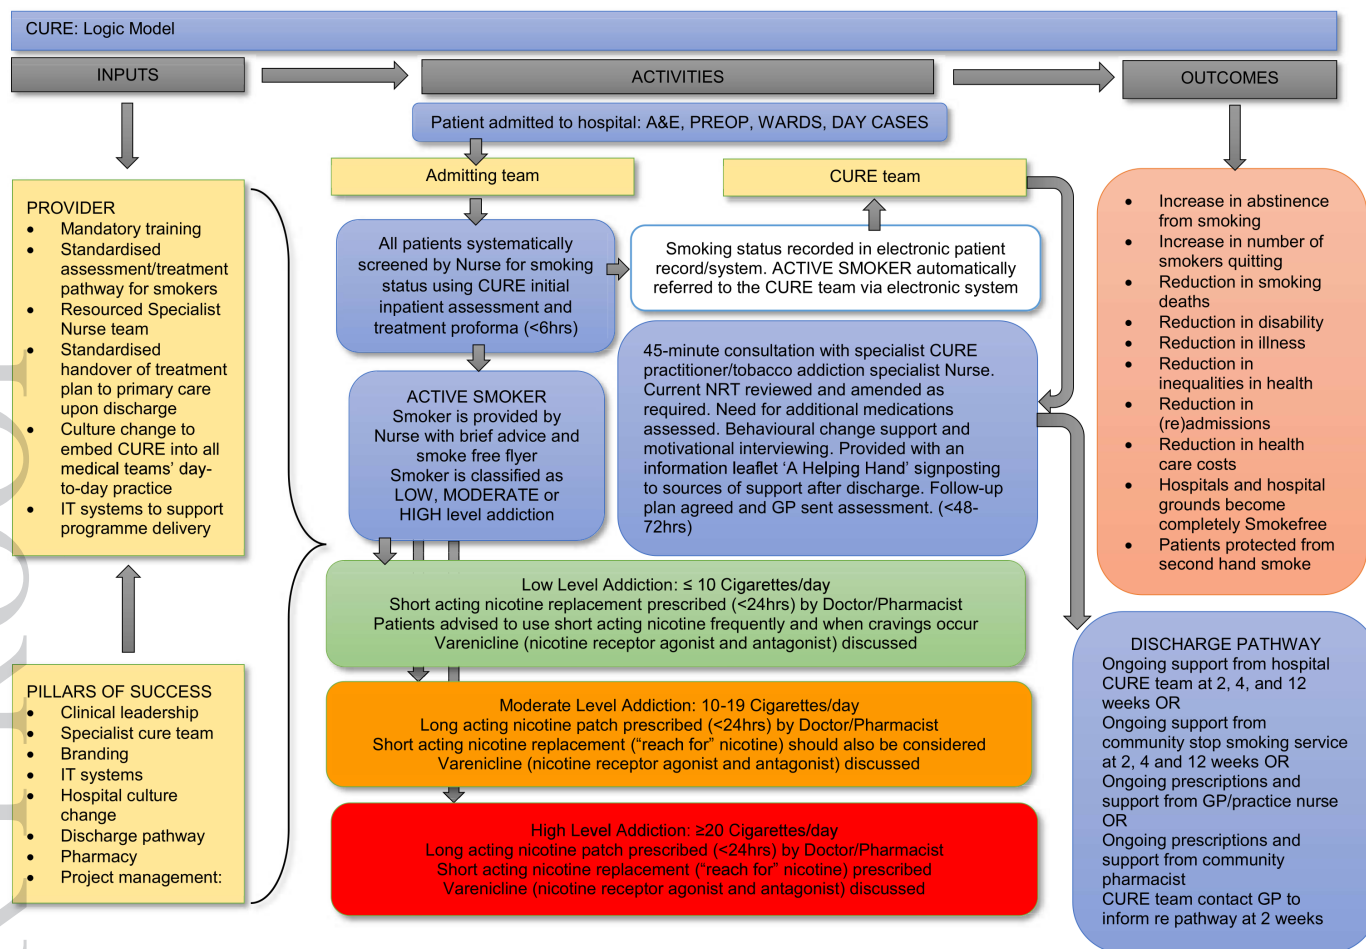 CURE: Logic Model
INPUTS
ACTIVITIES
OUTCOMES
Patient admitted to hospital: A&E, PREOP, WARDS, DAY CASES
Admitting team
CURE team
PROVIDER
• Mandatory training
• Standardised
assessment/treatment
pathway for smokers
• Resourced Specialist
Nurse team
• Standardised
handover of treatment
plan to primary care
upon discharge
• Culture change to
embed CURE into all
medical teams' day-
to-day practice
• IT systems to support
programme delivery
PILLARS OF SUCCESS
• Clinical leadership
• Specialist cure team
• Branding
• IT systems
• Hospital culture
change
• Discharge pathway
• Pharmacy
• Project management:
All patients systematically
screened by Nurse for smoking
status using CURE initial
inpatient assessment and
treatment proforma (<6hrs)
Smoking status recorded in electronic patient
record/system. ACTIVE SMOKER automatically
referred to the CURE team via electronic system
ACTIVE SMOKER
Smoker is provided by
Nurse with brief advice and
smoke free flyer
Smoker is classified as
LOW, MODERATE or
HIGH level addiction
45-minute consultation with specialist CURE
practitioner/tobacco addiction specialist Nurse.
Current NRT reviewed and amended as
required. Need for additional medications
assessed. Behavioural change support and
motivational interviewing. Provided with an
information leaflet ‘A Helping Hand’ signposting
to sources of support after discharge. Follow-up
plan agreed and GP sent assessment. (<48-
72hrs)
Low Level Addiction: ≤ 10 Cigarettes/day
Short acting nicotine replacement prescribed (<24hrs) by Doctor/Pharmacist
Patients advised to use short acting nicotine frequently and when cravings occur
Varenicline (nicotine receptor agonist and antagonist) discussed
Moderate Level Addiction: 10-19 Cigarettes/day
Long acting nicotine patch prescribed (<24hrs) by Doctor/Pharmacist
Short acting nicotine replacement (“reach for” nicotine) should also be considered
Varenicline (nicotine receptor agonist and antagonist) discussed
High Level Addiction: ≥20 Cigarettes/day
Long acting nicotine patch prescribed (<24hrs) by Doctor/Pharmacist
Short acting nicotine replacement (“reach for” nicotine) prescribed
Varenicline (nicotine receptor agonist and antagonist) discussed
• Increase in abstinence
from smoking
• Increase in number of
smokers quitting
• Reduction in smoking
deaths
• Reduction in disability
• Reduction in illness
• Reduction in
inequalities in health
• Reduction in
(re)admissions
• Reduction in health
care costs
• Hospitals and hospital
grounds become
completely Smokefree
• Patients protected from
second hand smoke
DISCHARGE PATHWAY
Ongoing support from hospital
CURE team at 2, 4, and 12
weeks OR
Ongoing support from
community stop smoking service
at 2, 4 and 12 weeks OR
Ongoing prescriptions and
support from GP/practice nurse
OR
Ongoing prescriptions and
support from community
pharmacist
CURE team contact GP to
inform re pathway at 2 weeks